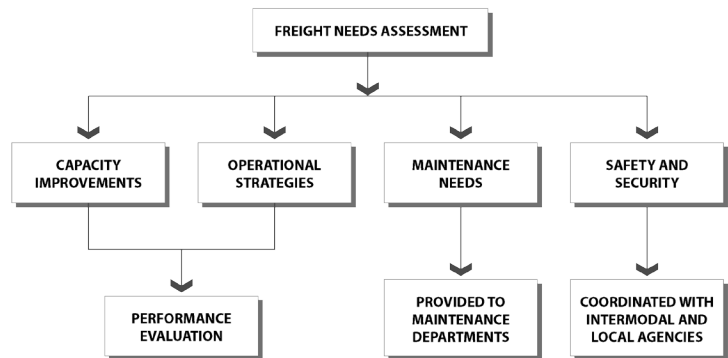 FREIGHT NEEDS ASSESSMENT
CAPACITY
IMPROVEMENTS
OPERATIONAL
STRATEGIES
MAINTENANCE
NEEDS
SAFETY AND
SECURITY
PERFORMANCE
EVALUATION
PROVIDED TO
MAINTENANCE
DEPARTMENTS
COORDINATED WITH
INTERMODAL AND
LOCAL AGENCIES